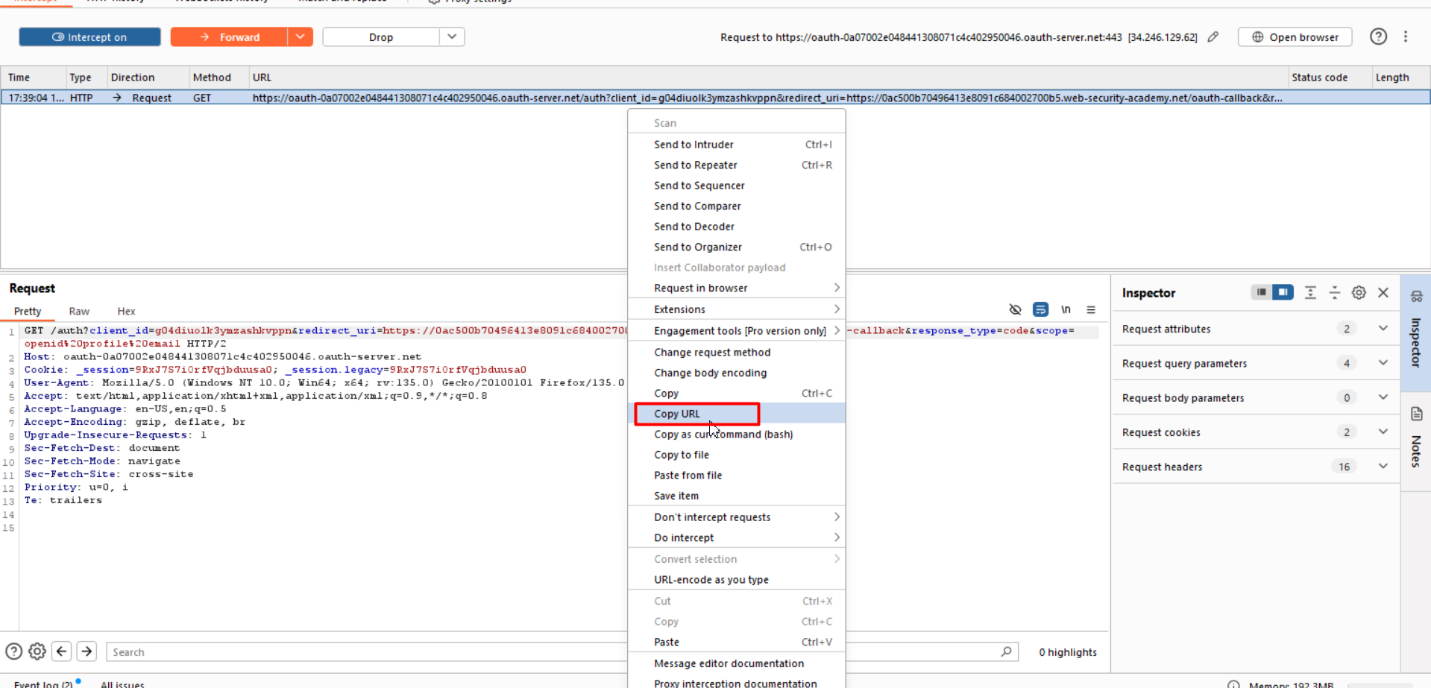 Intercept HTTP history WebSockets history Match and replace Proxy settings
Intercept on Forward Drop Request to https://oauth-0a07002e048441308071c4c402950046.oauth-server.net:443 [34.246.129.62] Open browser
Time Type Direction Method URL Status code Length
17:39:04 1... HTTP → Request GET https://oauth-0a07002e048441308071c4c402950046.oauth-server.net/auth?client_id=g04diuolk3ymzashkvppn&redirect_uri=https://0ac500b70496413e8091c684002700b5.web-security-academy.net/oauth-callback&r...
Scan
Send to Intruder Ctrl+I
Send to Repeater Ctrl+R
Send to Sequencer
Send to Comparer
Send to Decoder
Send to Organizer Ctrl+O
Insert Collaborator payload
Request in browser
Extensions
Engagement tools [Pro version only]
Change request method
Change body encoding
Copy Ctrl+C
Copy URL
Copy as curl command (bash)
Copy to file
Paste from file
Save item
Don't intercept requests
Do intercept
Convert selection
URL-encode as you type
Cut Ctrl+X
Copy Ctrl+C
Paste Ctrl+V
Message editor documentation
Proxy interception documentation
Request
Pretty Raw Hex
\n
1 GET /auth?client_id=g04diuolk3ymzashkvppn&redirect_uri=https://0ac500b70496413e8091c684002700 -callback&response_type=code&scope=
openid%20profile%20email HTTP/2
2 Host: oauth-0a07002e048441308071c4c402950046.oauth-server.net
3 Cookie: _session=9RxJ7S7i0rfVqjbduusa0; _session.legacy=9RxJ7S7i0rfVqjbduusa0
4 User-Agent: Mozilla/5.0 (Windows NT 10.0; Win64; x64; rv:135.0) Gecko/20100101 Firefox/135.0
5 Accept: text/html,application/xhtml+xml,application/xml;q=0.9,*/*;q=0.8
6 Accept-Language: en-US,en;q=0.5
7 Accept-Encoding: gzip, deflate, br
8 Upgrade-Insecure-Requests: 1
9 Sec-Fetch-Dest: document
10 Sec-Fetch-Mode: navigate
11 Sec-Fetch-Site: cross-site
12 Priority: u=0, i
13 Te: trailers
14
15
Search 0 highlights
Inspector
Request attributes 2
Request query parameters 4
Request body parameters 0
Request cookies 2
Request headers 16
Inspector
Notes
Event log (2) All issues Memory: 192.3MB